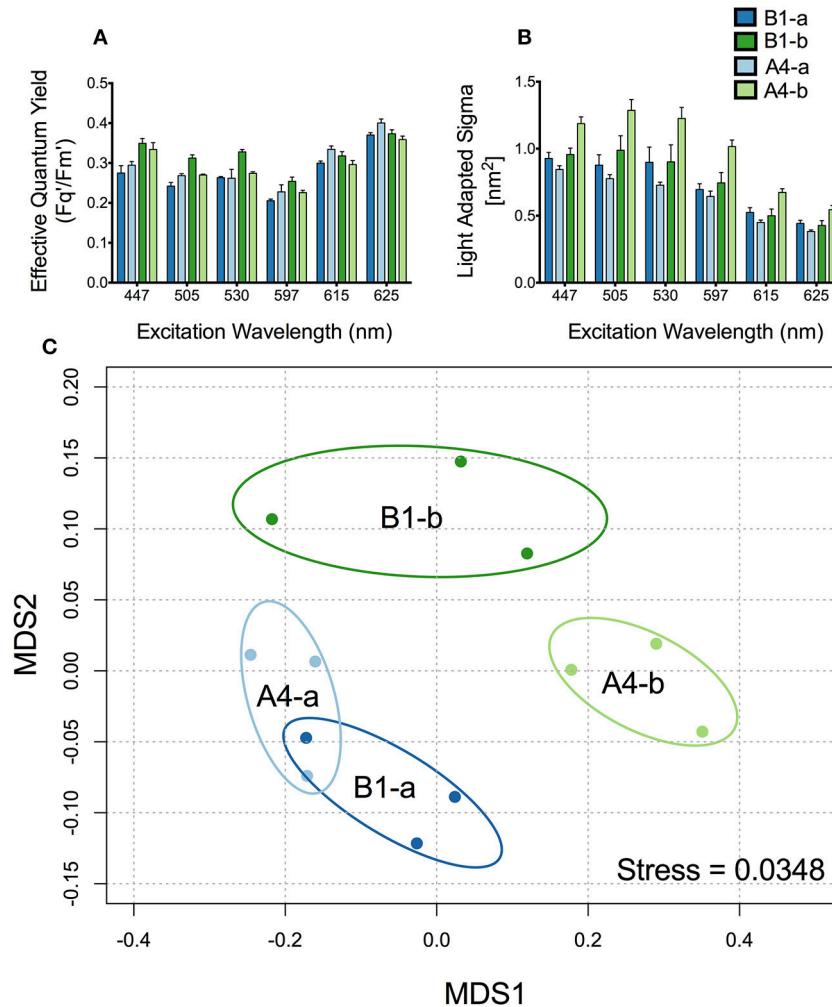 A
B
B1-a
B1-b
A4-a
A4-b
Effective Quantum Yield
(Fq'/Fm')
0.5
0.4
0.3
0.2
0.1
0.0
447 505 530 597 615 625
Excitation Wavelength (nm)
Light Adapted Sigma
[nm2]
1.5
1.0
0.5
0.0
447 505 530 597 615 625
Excitation Wavelength (nm)
C
MDS2
0.20
0.15
0.10
0.05
0.00
-0.05
-0.10
-0.15
B1-b
A4-a
A4-b
B1-a
Stress = 0.0348
-0.4 -0.2 0.0 0.2 0.4
MDS1